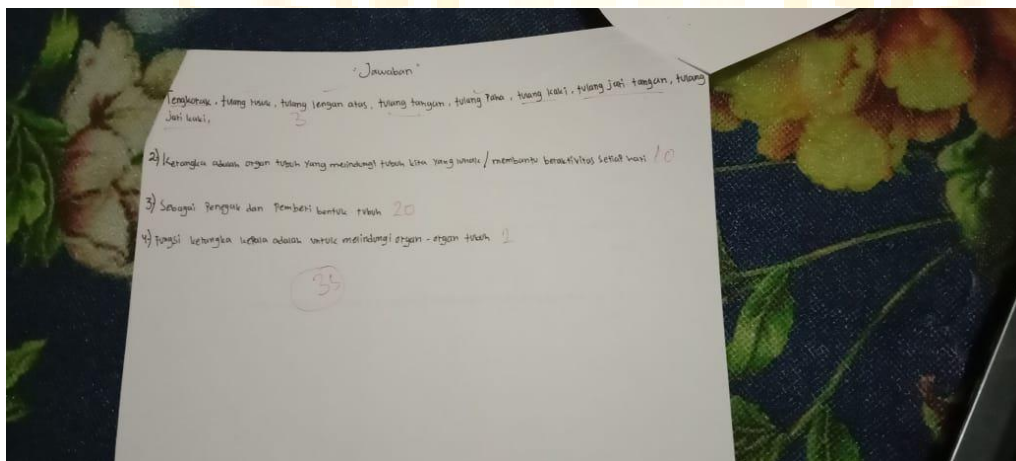 "Jawaban"
Tengkorak, tulang rusuk, tulang lengan atas, tulang tangan, tulang Paha, tulang kaki, tulang jari tangan, tulang
Jari kaki,
3
2) Kerangka adalah organ tubuh yang melindungi tubuh kita yang untuk / membantu beraktivitas setiap hari 10
3) Sebagai Penegak dan Pemberi bentuk tubuh 20
4) Fungsi kerangka kepala adalah untuk melindungi organ - organ tubuh 2
35